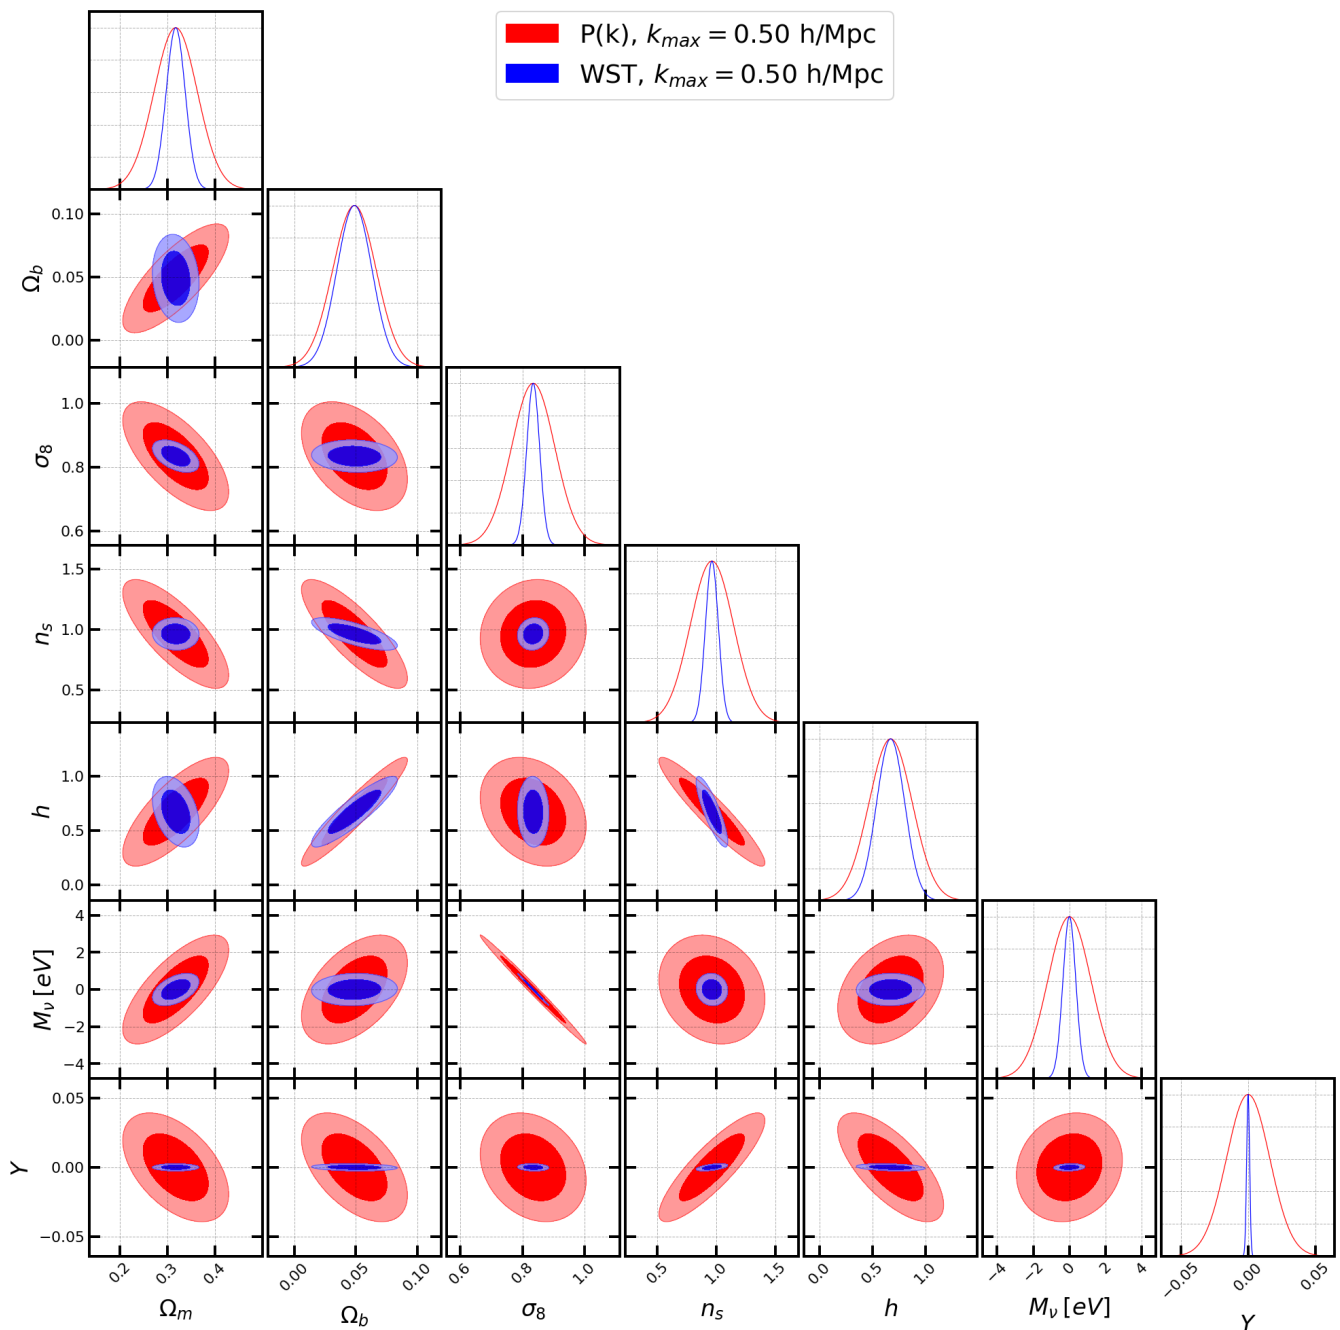 P(k), k_max = 0.50 h/Mpc
WST, k_max = 0.50 h/Mpc
0.10
0.05
0.00
Ω_b
1.0
0.8
0.6
σ_8
1.5
1.0
0.5
n_s
1.0
0.5
0.0
h
4
2
0
−2
−4
M_ν [eV]
0.05
0.00
−0.05
Y
0.2 0.3 0.4
0.00 0.05 0.10
0.6 0.8 1.0
0.5 1.0 1.5
0.0 0.5 1.0
−4 −2 0 2 4
−0.05 0.00 0.05
Ω_m Ω_b σ_8 n_s h M_ν [eV] Y